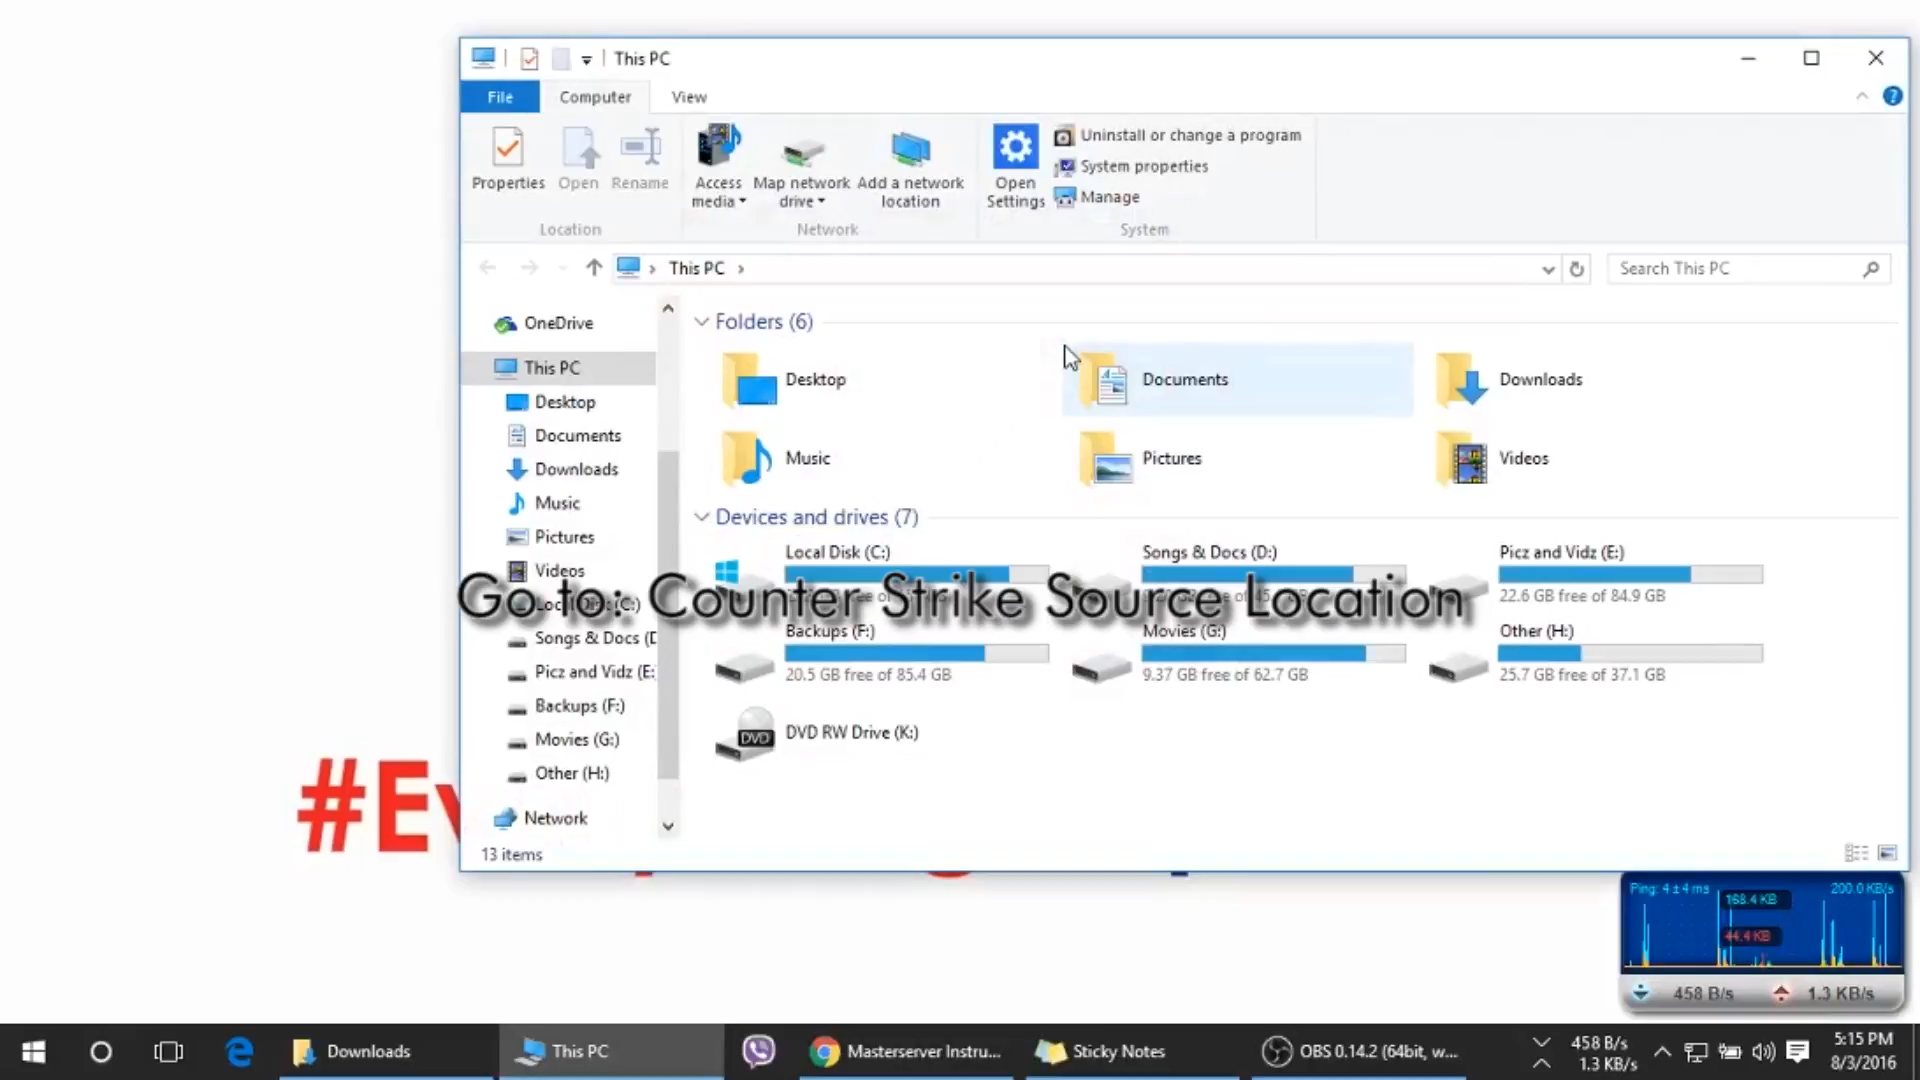 This PC
File Computer View
Properties Open Rename
Access media Map network drive Add a network location
Open Settings
Uninstall or change a program
System properties
Manage
Location Network System
This PC
Search This PC
OneDrive
This PC
Desktop
Documents
Downloads
Music
Pictures
Videos
Local Disk (C:)
Songs & Docs (D
Picz and Vidz (E:
Backups (F:)
Movies (G:)
Other (H:)
Network
Folders (6)
Desktop
Documents
Downloads
Music
Pictures
Videos
Devices and drives (7)
Local Disk (C:)
Songs & Docs (D:)
Picz and Vidz (E:)
22.6 GB free of 84.9 GB
Go to: Counter Strike Source Location
Backups (F:)
20.5 GB free of 85.4 GB
Movies (G:)
9.37 GB free of 62.7 GB
Other (H:)
25.7 GB free of 37.1 GB
DVD RW Drive (K:)
13 items
#Ev
Ping: 4 ± 4 ms 200.0 KB/s
168.4 KB
44.4 KB
458 B/s 1.3 KB/s
Downloads
This PC
Masterserver Instru...
Sticky Notes
OBS 0.14.2 (64bit, w...
458 B/s
1.3 KB/s
5:15 PM
8/3/2016